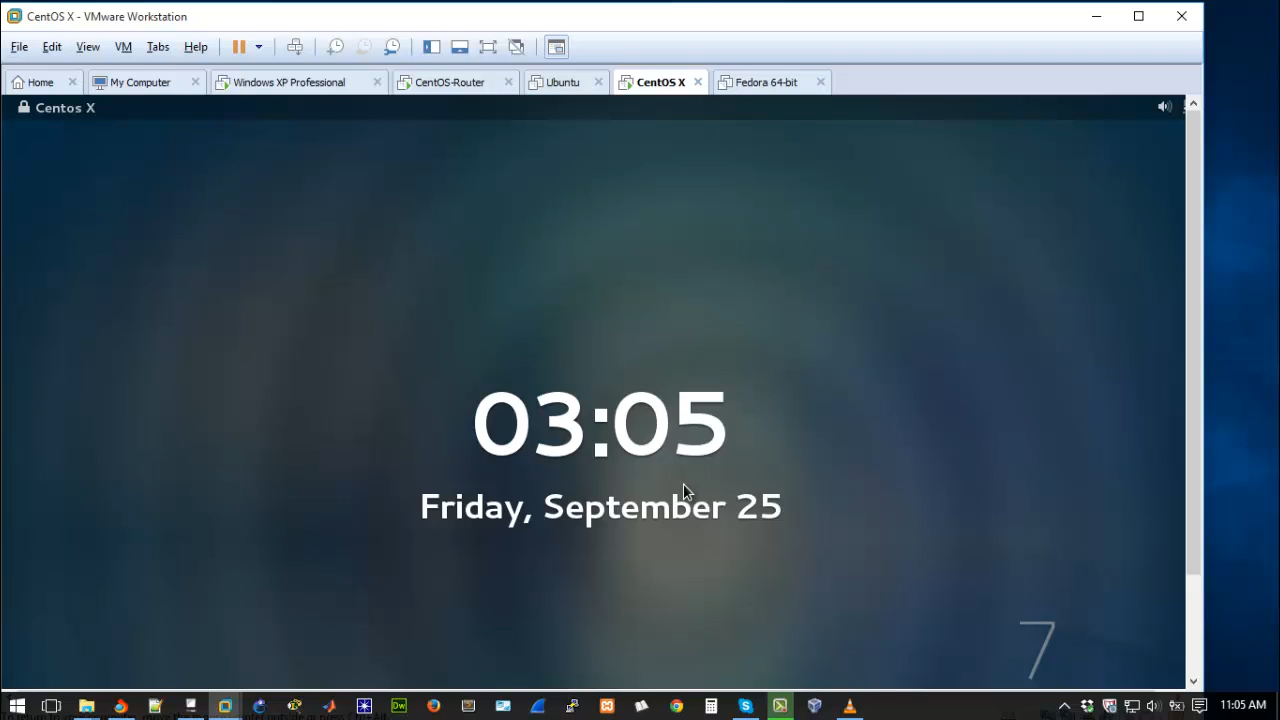 CentOS X - VMware Workstation
File Edit View VM Tabs Help
Home My Computer Windows XP Professional CentOS-Router Ubuntu CentOS X Fedora 64-bit
Centos X
03:05
Friday, September 25
7
Dw
11:05 AM